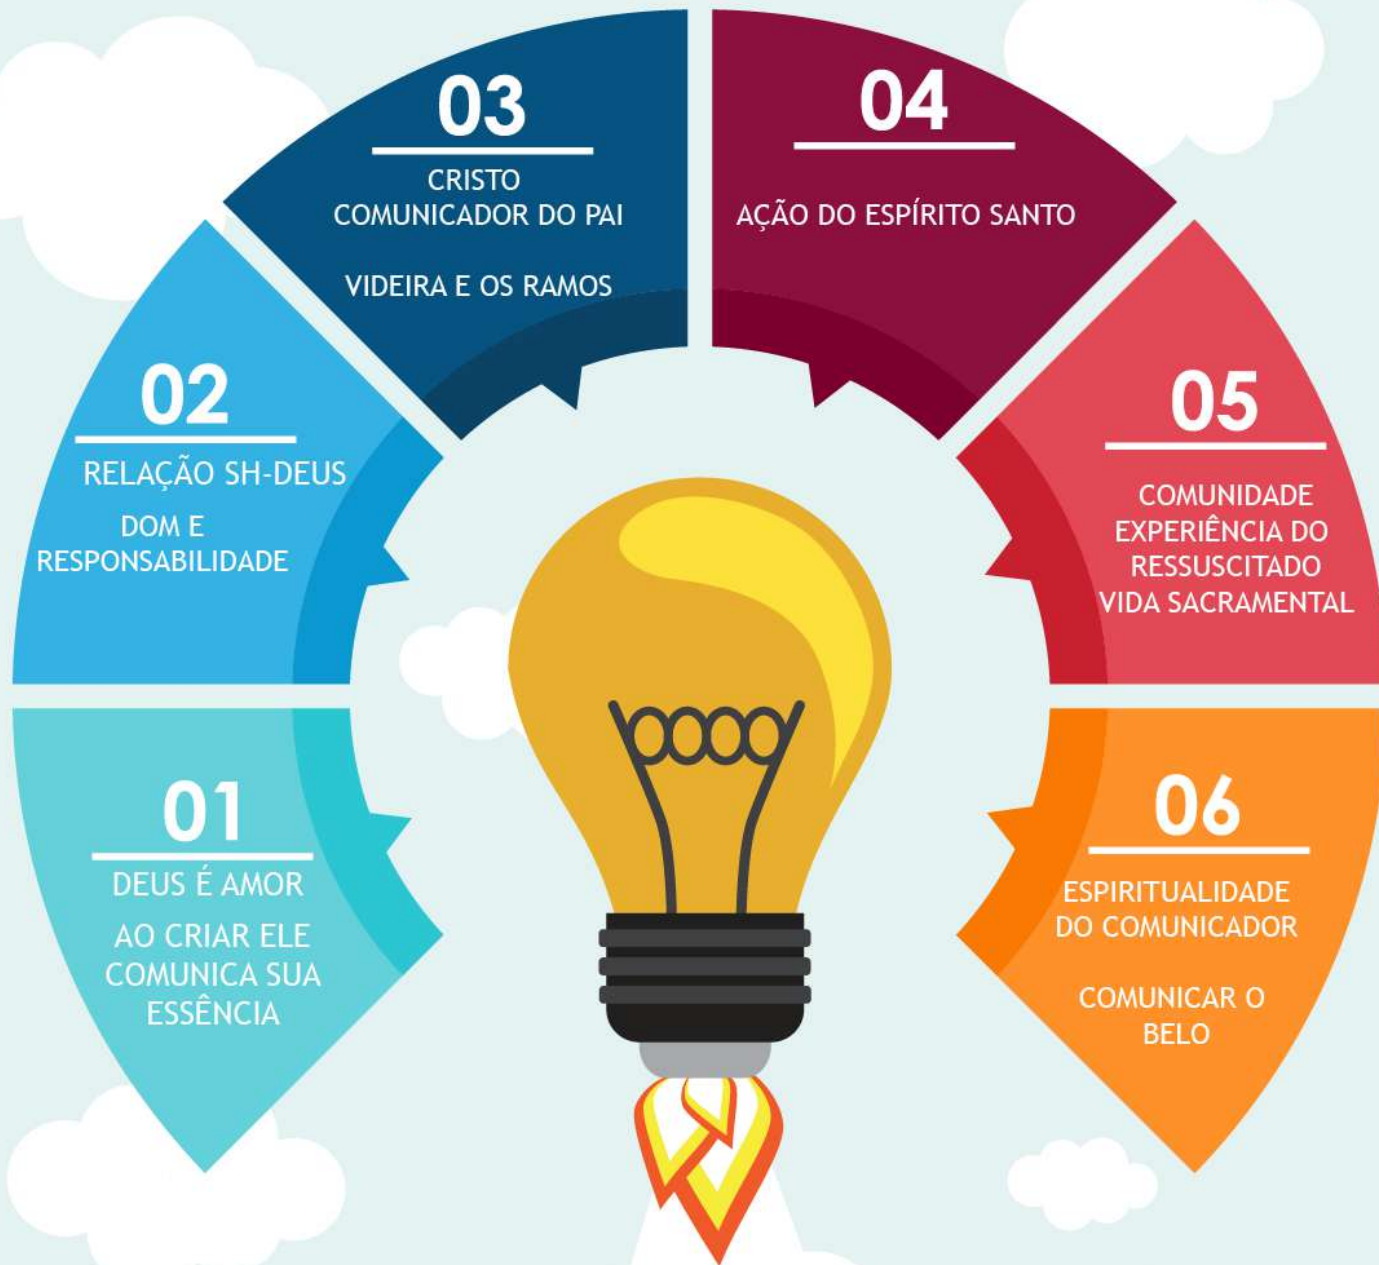 01
DEUS É AMOR
AO CRIAR ELE
COMUNICA SUA
ESSÊNCIA
02
RELAÇÃO SH-DEUS
DOM E
RESPONSABILIDADE
03
CRISTO
COMUNICADOR DO PAI
VIDEIRA E OS RAMOS
04
AÇÃO DO ESPÍRITO SANTO
05
COMUNIDADE
EXPERIÊNCIA DO
RESSUSCITADO
VIDA SACRAMENTAL
06
ESPIRITUALIDADE
DO COMUNICADOR
COMUNICAR O
BELO